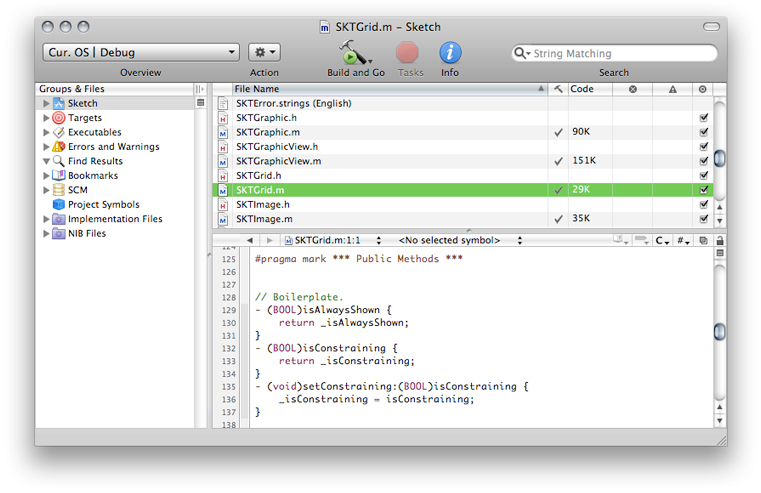 SKTGrid.m – Sketch
Cur. OS | Debug
String Matching
Overview Action Build and Go Tasks Info Search
Groups & Files
Sketch
Targets
Executables
Errors and Warnings
Find Results
Bookmarks
SCM
Project Symbols
Implementation Files
NIB Files
File Name Code
SKTError.strings (English)
SKTGraphic.h
SKTGraphic.m 90K
SKTGraphicView.h
SKTGraphicView.m 151K
SKTGrid.h
SKTGrid.m 29K
SKTImage.h
SKTImage.m 35K
SKTGrid.m:1:1 <No selected symbol> C #
124
125 #pragma mark *** Public Methods ***
126
127
128 // Boilerplate.
129 - (BOOL)isAlwaysShown {
130 return _isAlwaysShown;
131 }
132 - (BOOL)isConstraining {
133 return _isConstraining;
134 }
135 - (void)setConstraining:(BOOL)isConstraining {
136 _isConstraining = isConstraining;
137 }
138